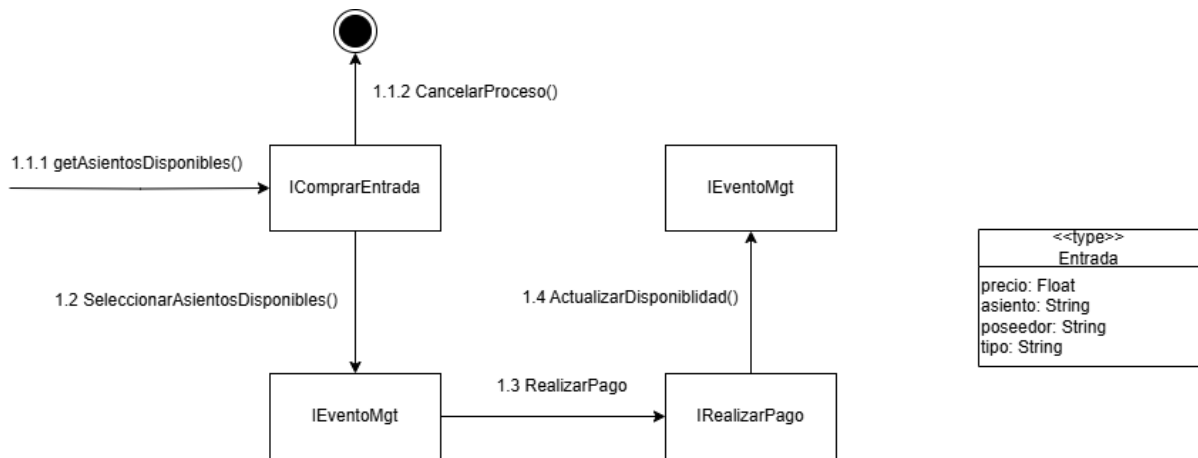 1.1.2 CancelarProceso()
1.1.1 getAsientosDisponibles()
IComprarEntrada
IEventoMgt
<<type>>
Entrada
precio: Float
asiento: String
poseedor: String
tipo: String
1.2 SeleccionarAsientosDisponibles()
1.4 ActualizarDisponiblidad()
1.3 RealizarPago
IEventoMgt
IRealizarPago